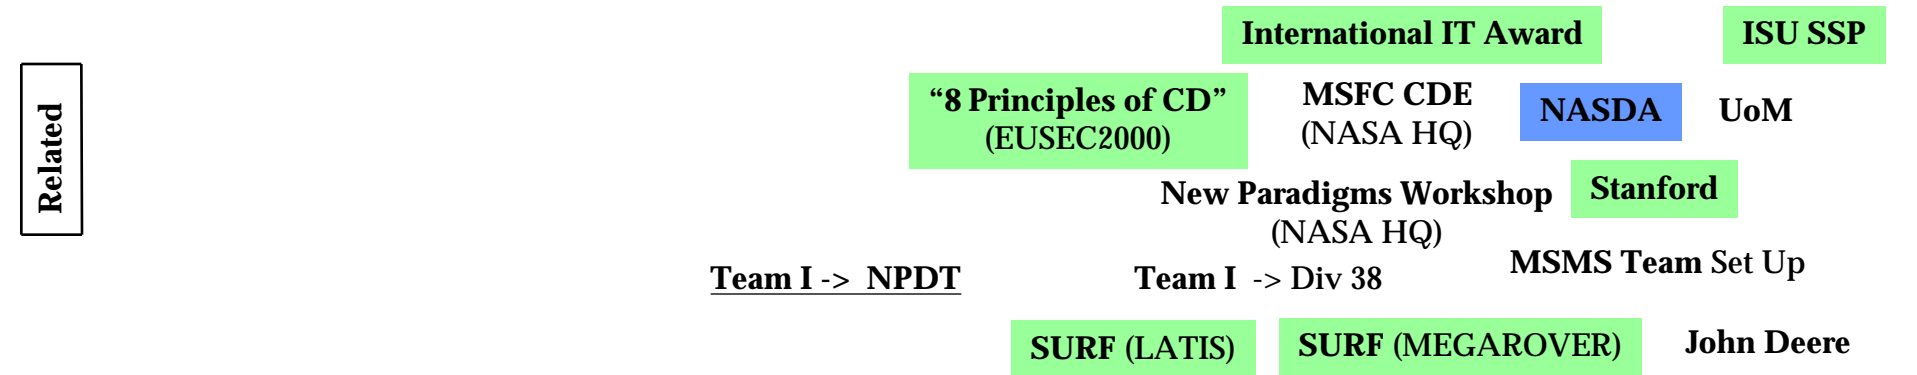 International IT Award ISU SSP
Related
“8 Principles of CD” MSFC CDE NASDA UoM
(EUSEC2000) (NASA HQ)
New Paradigms Workshop Stanford
(NASA HQ)
Team I -> NPDT Team I -> Div 38 MSMS Team Set Up
SURF (LATIS) SURF (MEGAROVER) John Deere